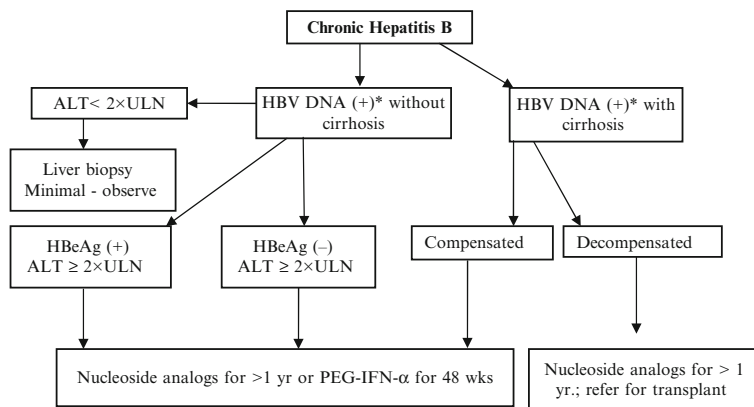 Chronic Hepatitis B
ALT< 2×ULN
HBV DNA (+)* without
cirrhosis
HBV DNA (+)* with
cirrhosis
Liver biopsy
Minimal - observe
HBeAg (+)
ALT ≥ 2×ULN
HBeAg (–)
ALT ≥ 2×ULN
Compensated
Decompensated
Nucleoside analogs for >1 yr or PEG-IFN-α for 48 wks
Nucleoside analogs for > 1
yr.; refer for transplant